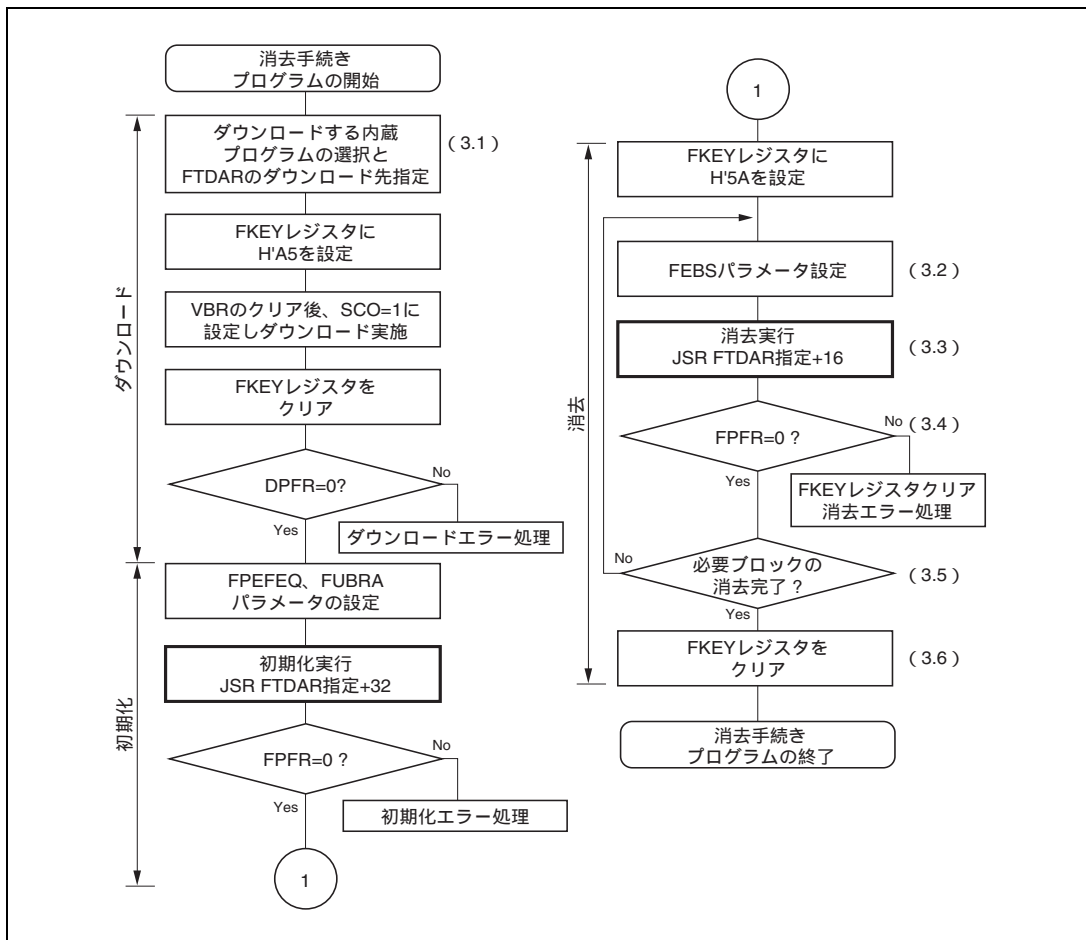 消去手続き
プログラムの開始
ダウンロード
ダウンロードする内蔵
プログラムの選択と
FTDARのダウンロード先指定
(3.1)
FKEYレジスタに
H'A5を設定
VBRのクリア後、SCO=1に
設定しダウンロード実施
FKEYレジスタを
クリア
DPFR=0?
No
Yes
ダウンロードエラー処理
初期化
FPEFEQ、FUBRA
パラメータの設定
初期化実行
JSR FTDAR指定+32
FPFR=0 ?
No
Yes
初期化エラー処理
1
1
消去
FKEYレジスタに
H'5Aを設定
FEBSパラメータ設定
(3.2)
消去実行
JSR FTDAR指定+16
(3.3)
FPFR=0 ?
No
(3.4)
Yes
FKEYレジスタクリア
消去エラー処理
No
必要ブロックの
消去完了?
(3.5)
Yes
FKEYレジスタを
クリア
(3.6)
消去手続き
プログラムの終了